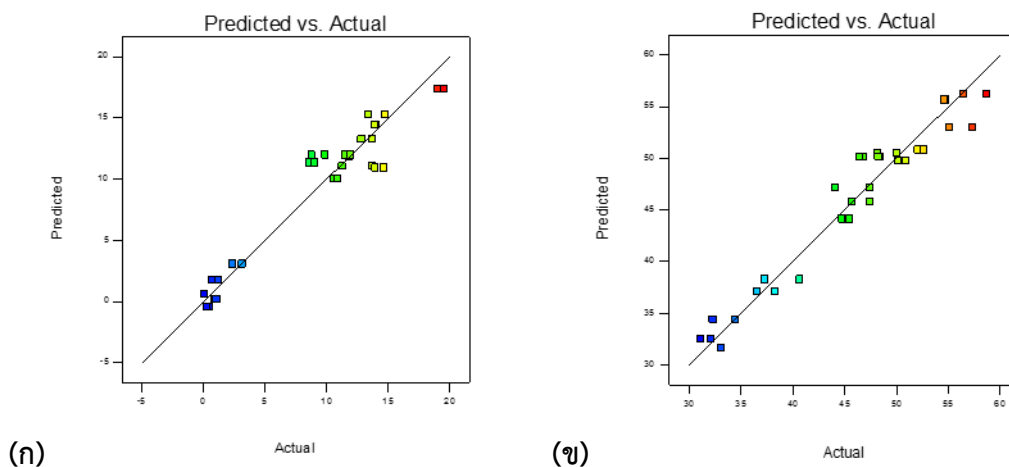 Predicted vs. Actual
20
15
10
5
0
-5
Predicted
-5 0 5 10 15 20
Actual
(ก)
Predicted vs. Actual
60
55
50
45
40
35
30
Predicted
30 35 40 45 50 55 60
Actual
(ข)